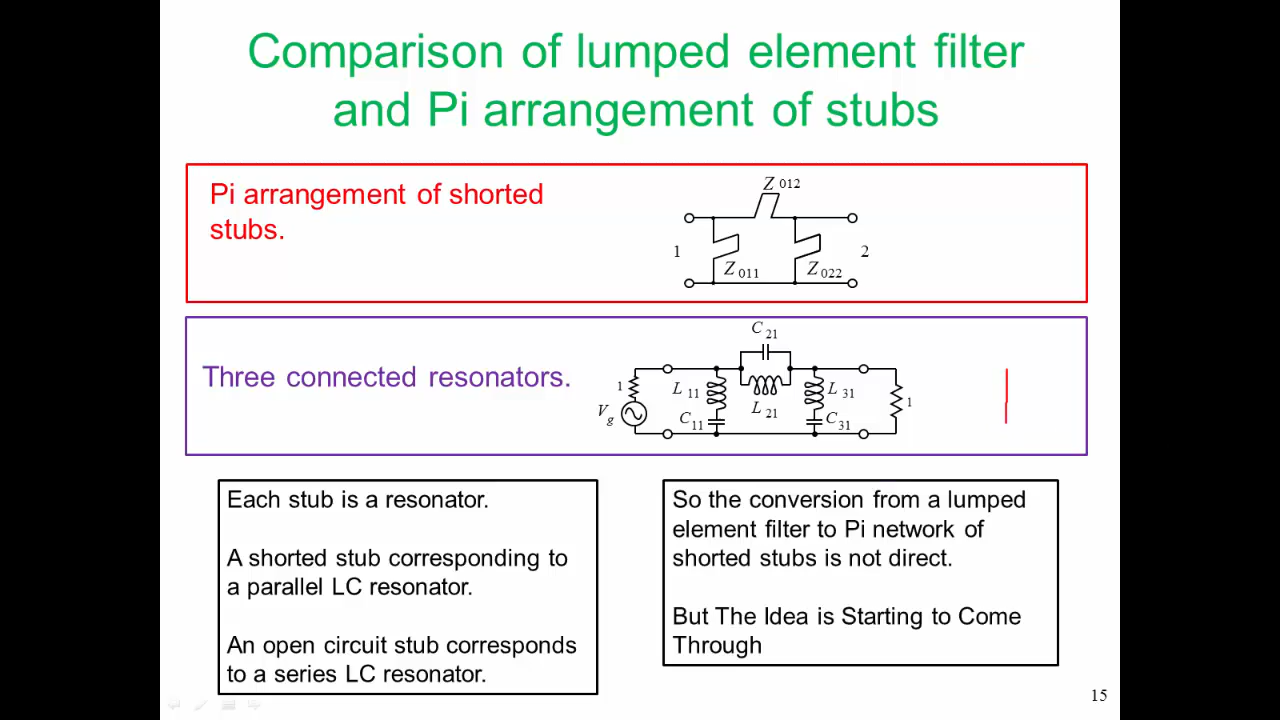 Comparison of lumped element filter
and Pi arrangement of stubs
Pi arrangement of shorted
stubs.
Z 012
1
2
Z 011
Z 022
Three connected resonators.
C 21
1
L 11
L 31
L 21
1
V g
C 11
C 31
Each stub is a resonator.
A shorted stub corresponding to
a parallel LC resonator.
An open circuit stub corresponds
to a series LC resonator.
So the conversion from a lumped
element filter to Pi network of
shorted stubs is not direct.
But The Idea is Starting to Come
Through
15